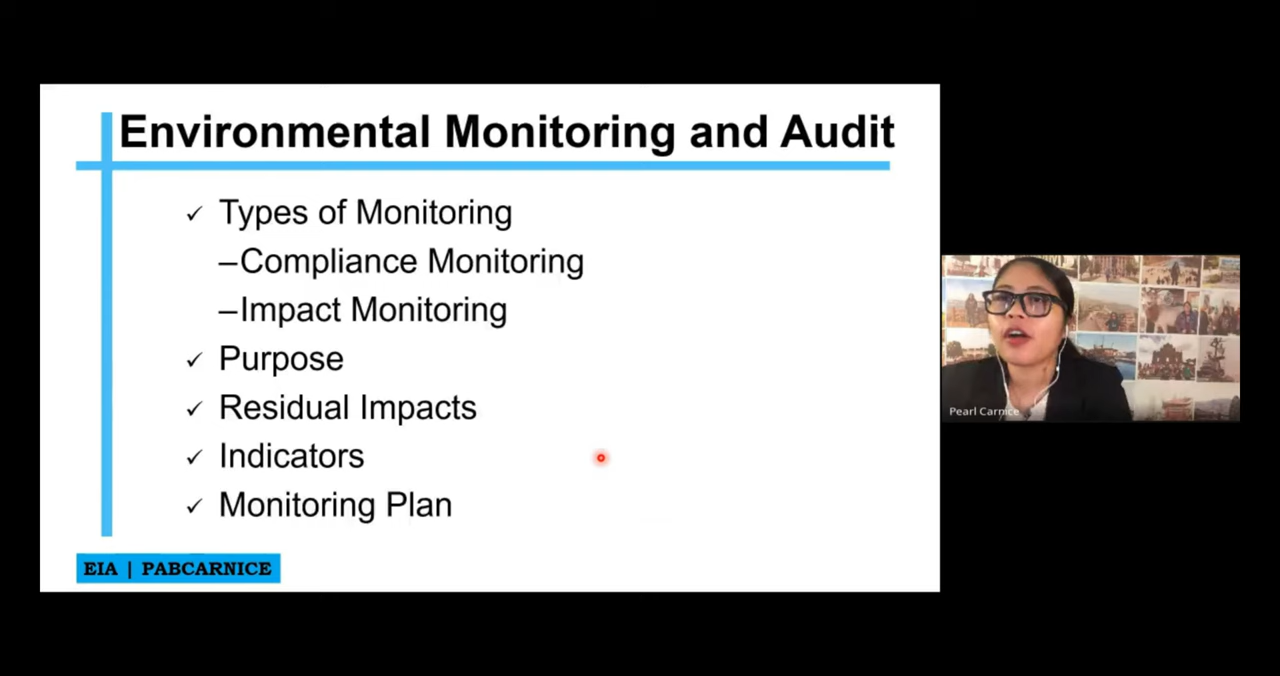 Environmental Monitoring and Audit
✓ Types of Monitoring
–Compliance Monitoring
–Impact Monitoring
✓ Purpose
✓ Residual Impacts
✓ Indicators
✓ Monitoring Plan
EIA | PABCARNICE
Pearl Carnice